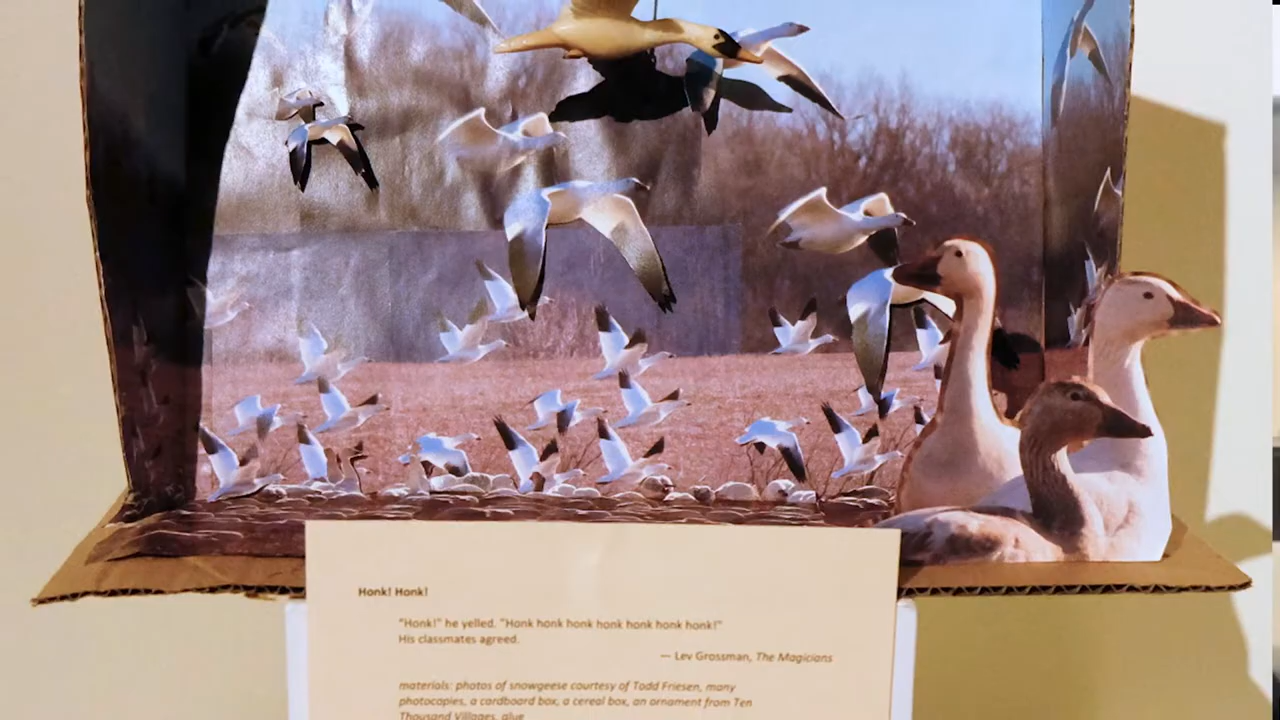 Honk! Honk!
"Honk!" he yelled. "Honk honk honk honk honk honk honk!"
His classmates agreed.
— Lev Grossman, The Magicians
materials: photos of snowgeese courtesy of Todd Friesen, many
photocopies, a cardboard box, a cereal box, an ornament from Ten
Thousand Villages, glue